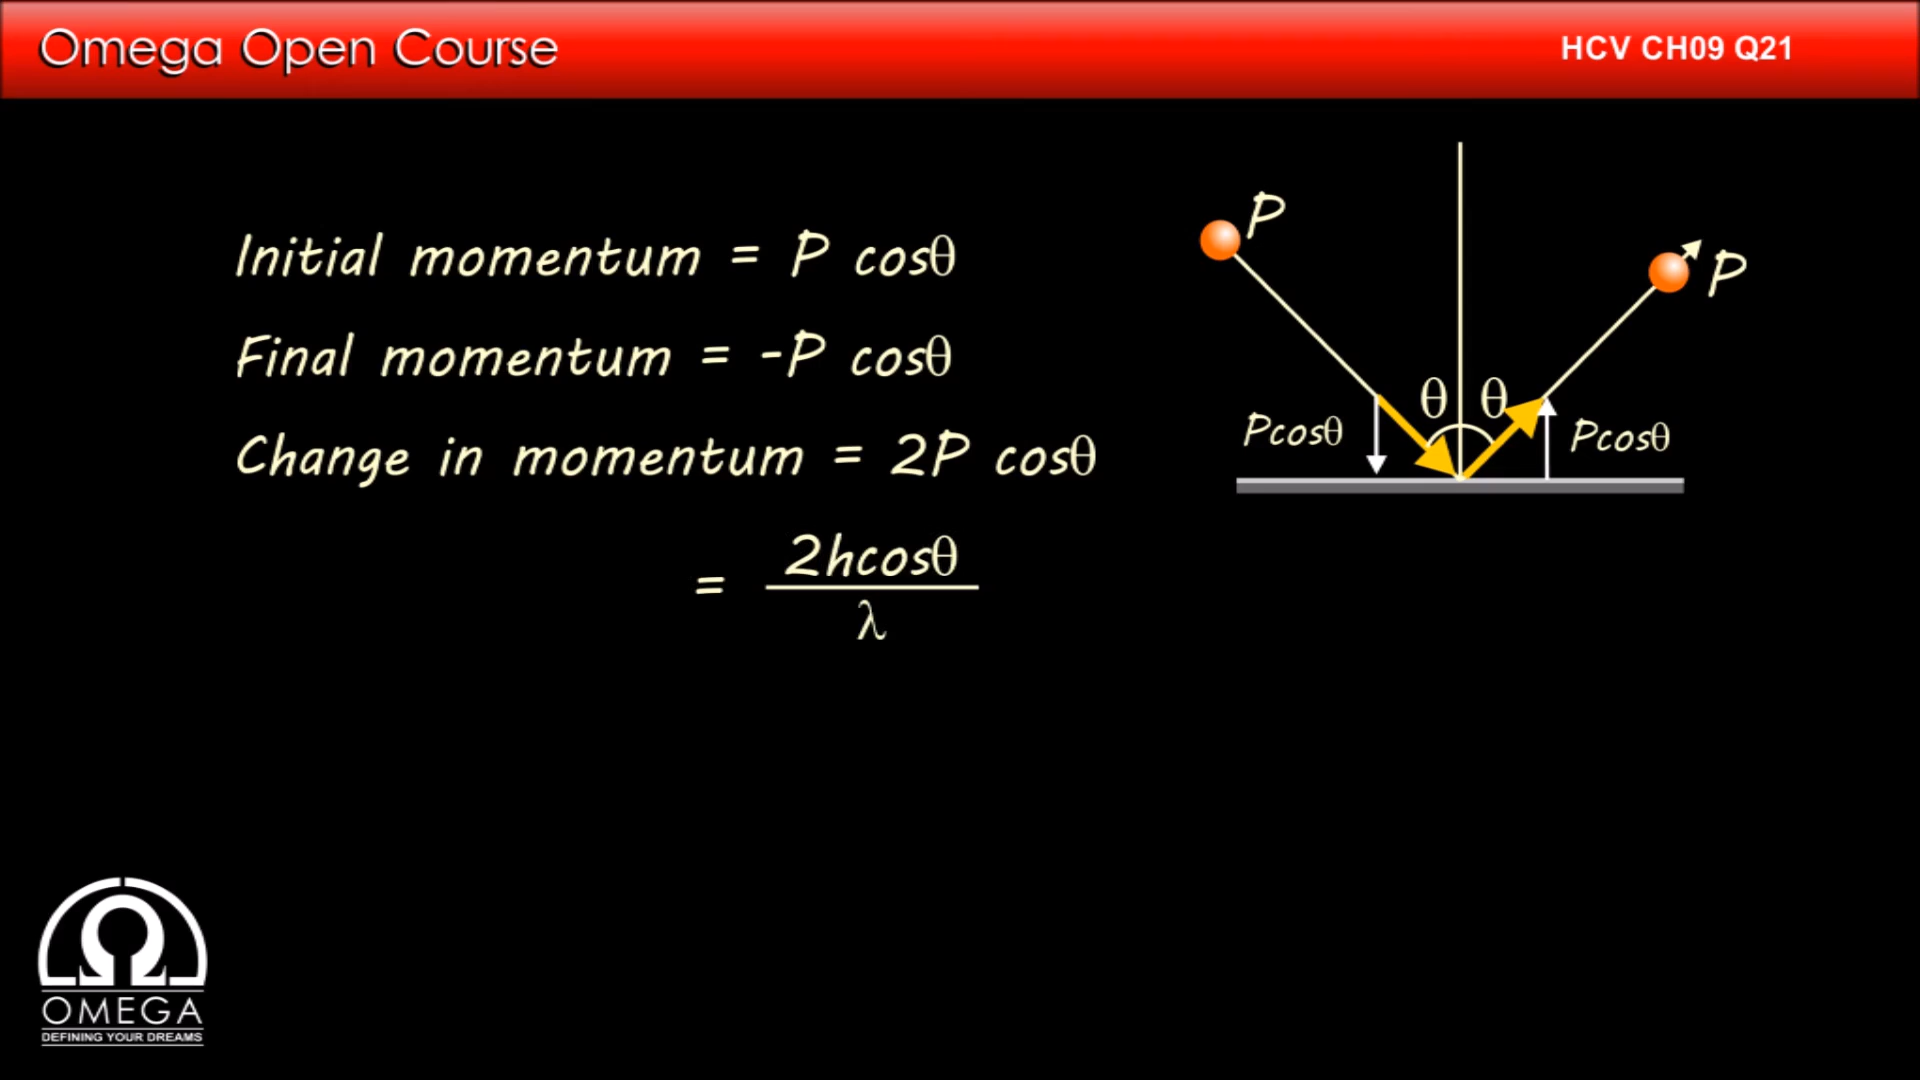 Omega Open Course
HCV CH09 Q21
Initial momentum = P cosθ
Final momentum = -P cosθ
Change in momentum = 2P cosθ
= 2hcosθ
λ
P
P
θ θ
Pcosθ
Pcosθ
OMEGA
DEFINING YOUR DREAMS